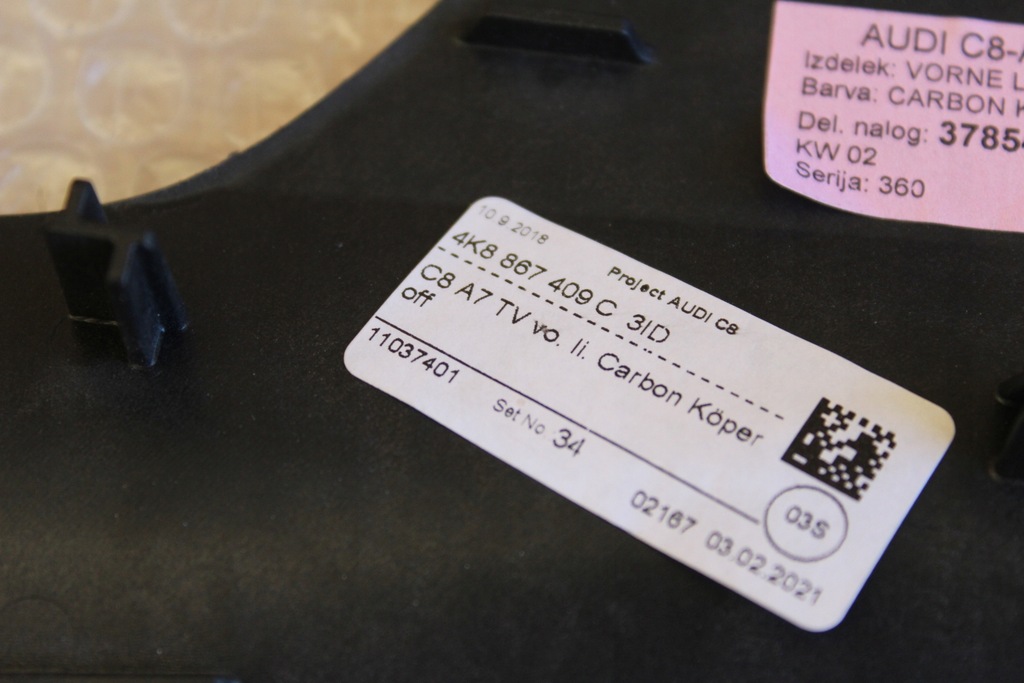 AUDI C8-
Izdelek: VORNE L
Barva: CARBON K
Del. nalog: 3785
KW 02
Serija: 360
10 9 2018
Project AUDI C8
4K8 867 409 C 3ID
C8 A7 TV vo. li. Carbon Köper
off
11037401
Set No 34
03S
02167 03.02.2021